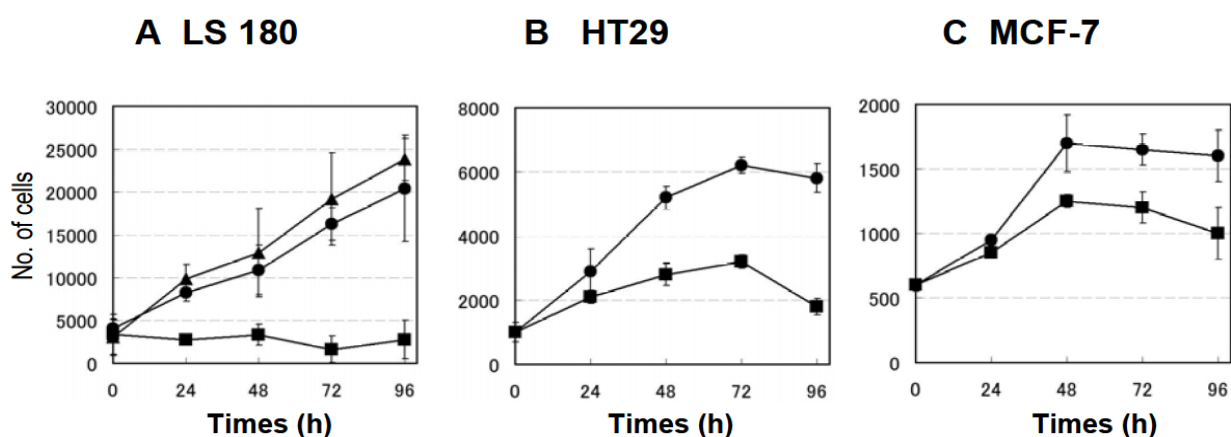 A LS 180
B HT29
C MCF-7
No. of cells
30000
25000
20000
15000
10000
5000
0
0 24 48 72 96
Times (h)
8000
6000
4000
2000
0
0 24 48 72 96
Times (h)
2000
1500
1000
500
0
0 24 48 72 96
Times (h)